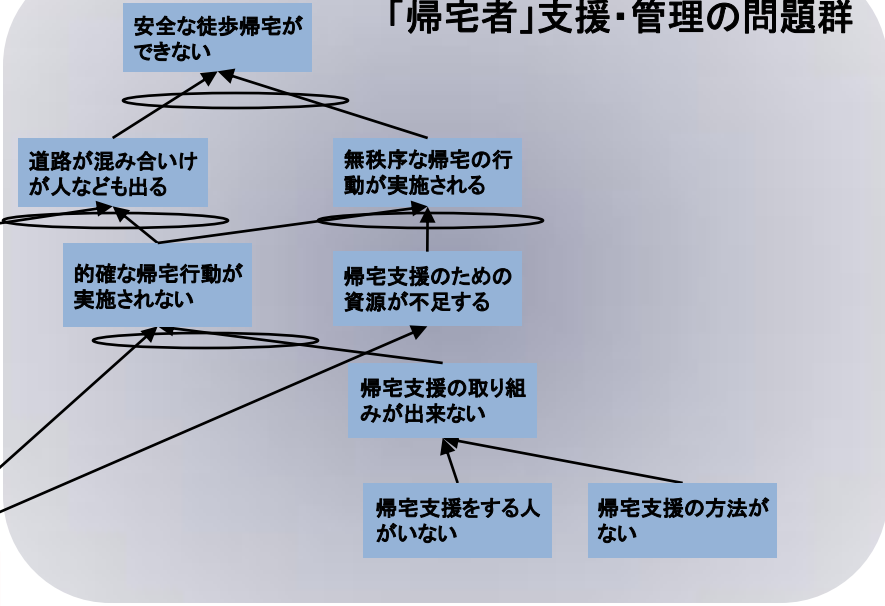 「帰宅者」支援・管理の問題群
安全な徒歩帰宅が
できない
道路が混み合いけ
が人なども出る
無秩序な帰宅の行
動が実施される
的確な帰宅行動が
実施されない
帰宅支援のための
資源が不足する
帰宅支援の取り組
みが出来ない
帰宅支援をする人
がいない
帰宅支援の方法が
ない